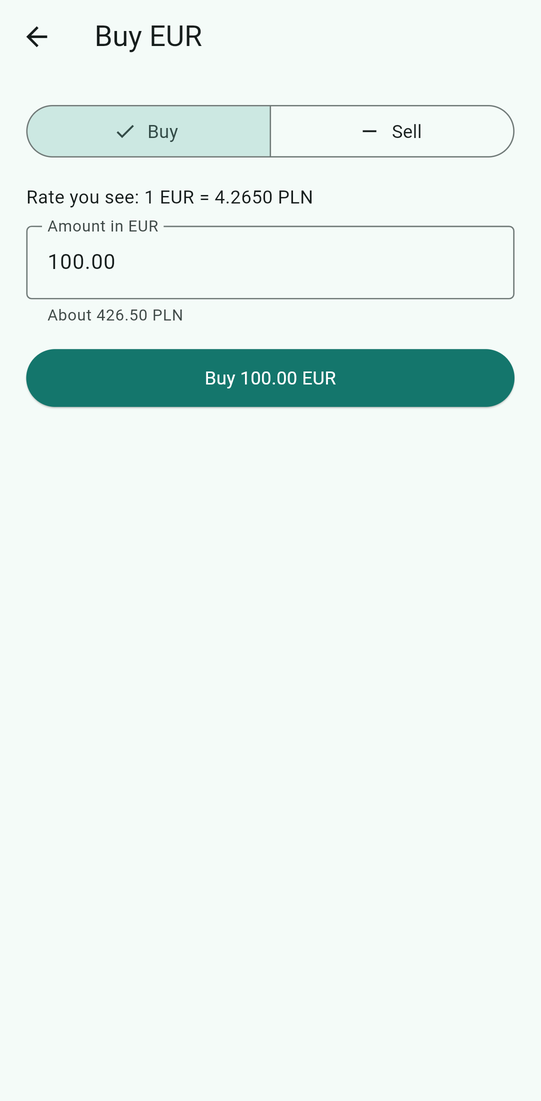 Buy EUR
Buy
Sell
Rate you see: 1 EUR = 4.2650 PLN
Amount in EUR
100.00
About 426.50 PLN
Buy 100.00 EUR